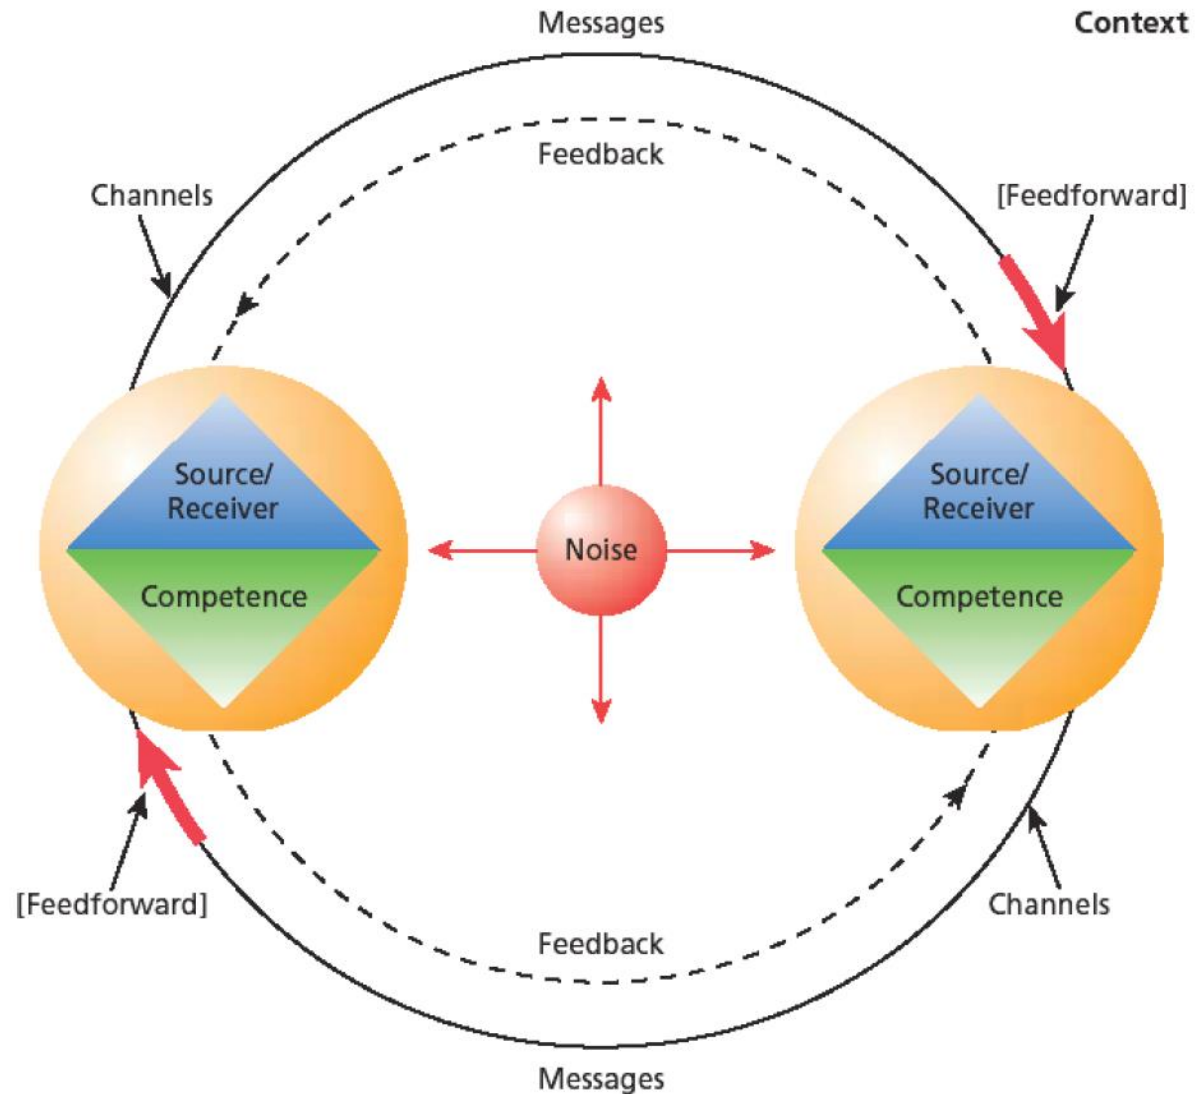 Messages
Context
Feedback
Channels
[Feedforward]
Source/
Receiver
Competence
Noise
Source/
Receiver
Competence
[Feedforward]
Channels
Feedback
Messages